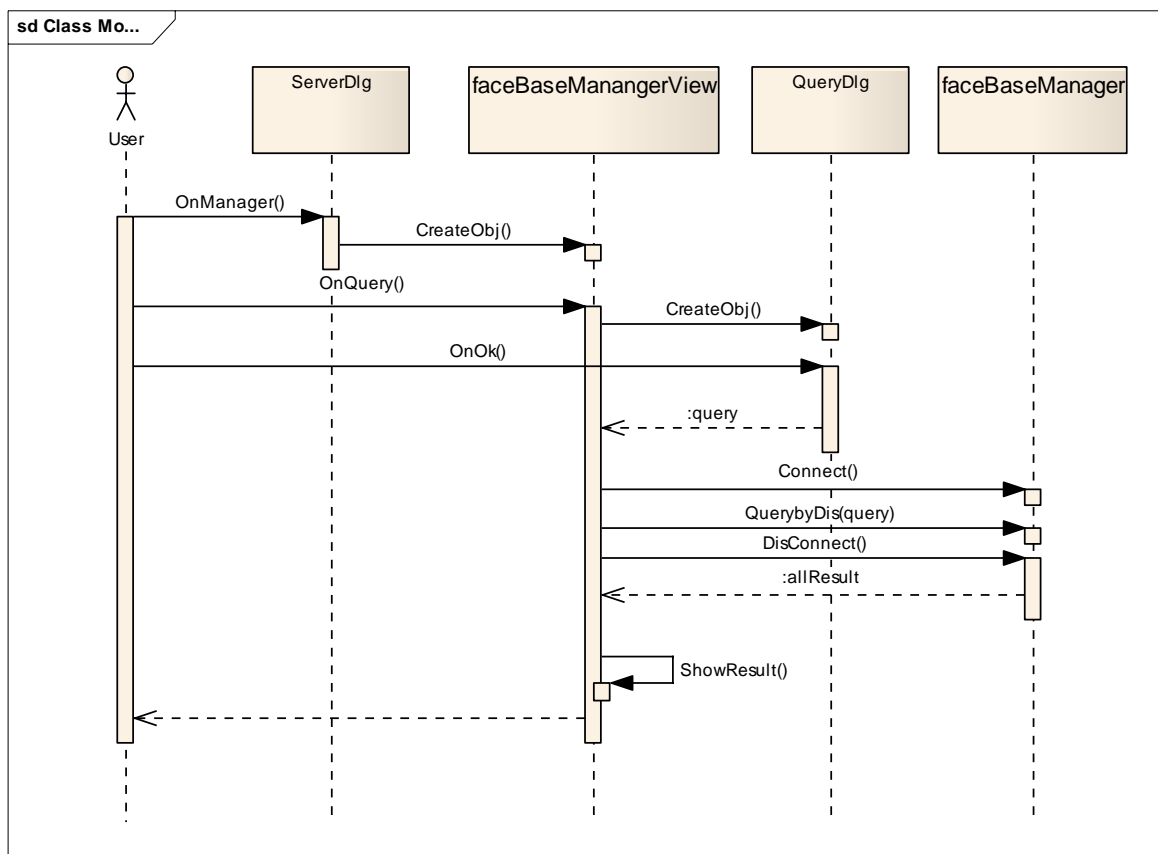 sd Class Mo...
User
ServerDlg
faceBaseManangerView
QueryDlg
faceBaseManager
OnManager()
CreateObj()
OnQuery()
CreateObj()
OnOk()
:query
Connect()
QuerybyDis(query)
DisConnect()
:allResult
ShowResult()